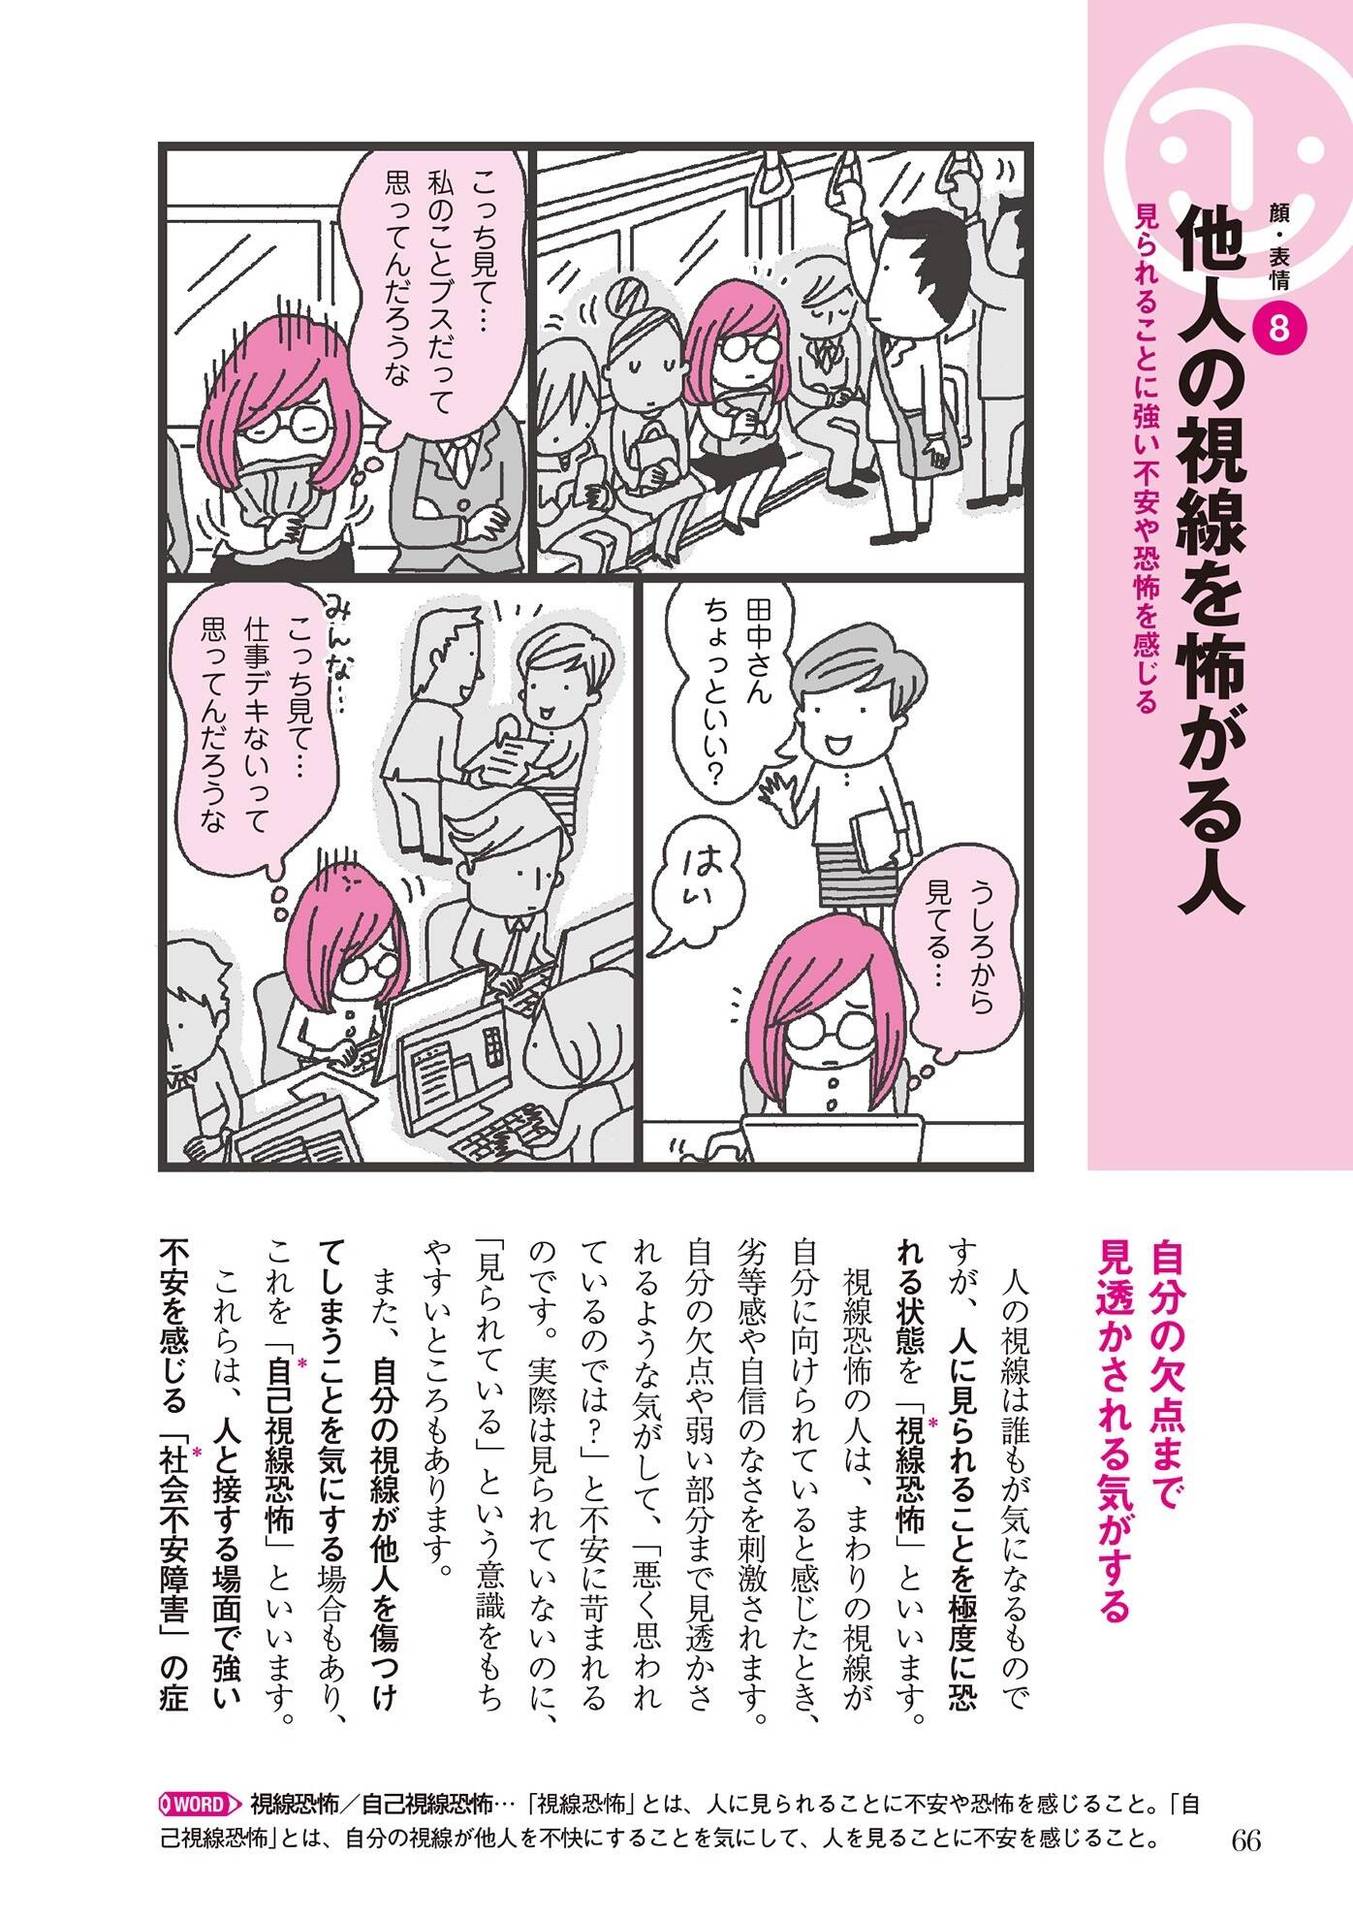 顔・表情 8
他人の視線を怖がる人
見られることに強い不安や恐怖を感じる
こっち見て…
私のことブスだって
思ってんだろうな
田中さん
ちょっといい?
はい
うしろから
見てる…
みんな…
こっち見て…
仕事デキないって
思ってんだろうな
自分の欠点まで
見透かされる気がする
人の視線は誰もが気になるもので
すが、人に見られることを極度に恐
れる状態を「視線恐怖*」といいます。
視線恐怖の人は、まわりの視線が
自分に向けられていると感じたとき、
劣等感や自信のなさを刺激されます。
自分の欠点や弱い部分まで見透かさ
れるような気がして、「悪く思われ
ているのでは?」と不安に苛まれる
のです。実際は見られていないのに、
「見られている」という意識をもち
やすいところもあります。
また、自分の視線が他人を傷つけ
てしまうことを気にする場合もあり、
これを「自己視線恐怖*」といいます。
これらは、人と接する場面で強い
不安を感じる「社会不安障害*」の症
WORD 視線恐怖/自己視線恐怖…「視線恐怖」とは、人に見られることに不安や恐怖を感じること。「自
己視線恐怖」とは、自分の視線が他人を不快にすることを気にして、人を見ることに不安を感じること。
66